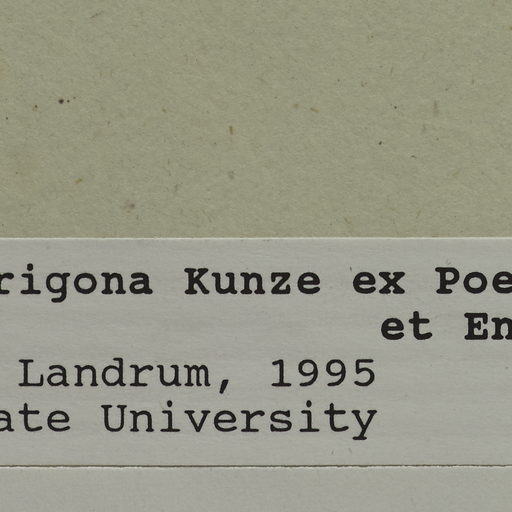 rigona Kunze ex Poe
et En
Landrum, 1995
ate University